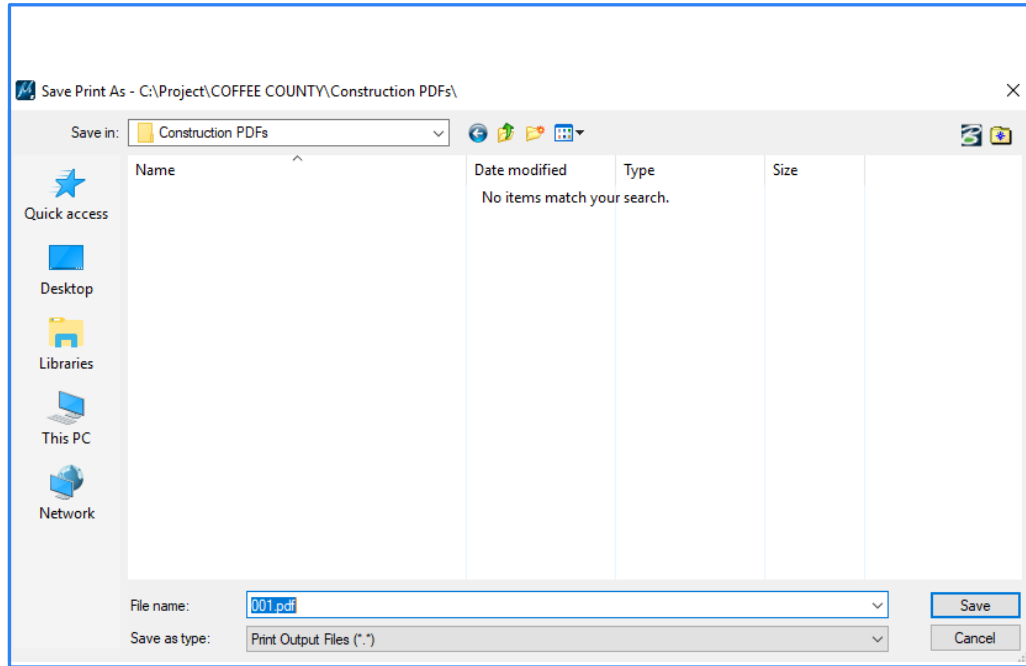 Save Print As - C:\Project\COFFEE COUNTY\Construction PDFs\
Save in: Construction PDFs
Name Date modified Type Size
No items match your search.
Quick access
Desktop
Libraries
This PC
Network
File name: 001.pdf Save
Save as type: Print Output Files (*.*) Cancel